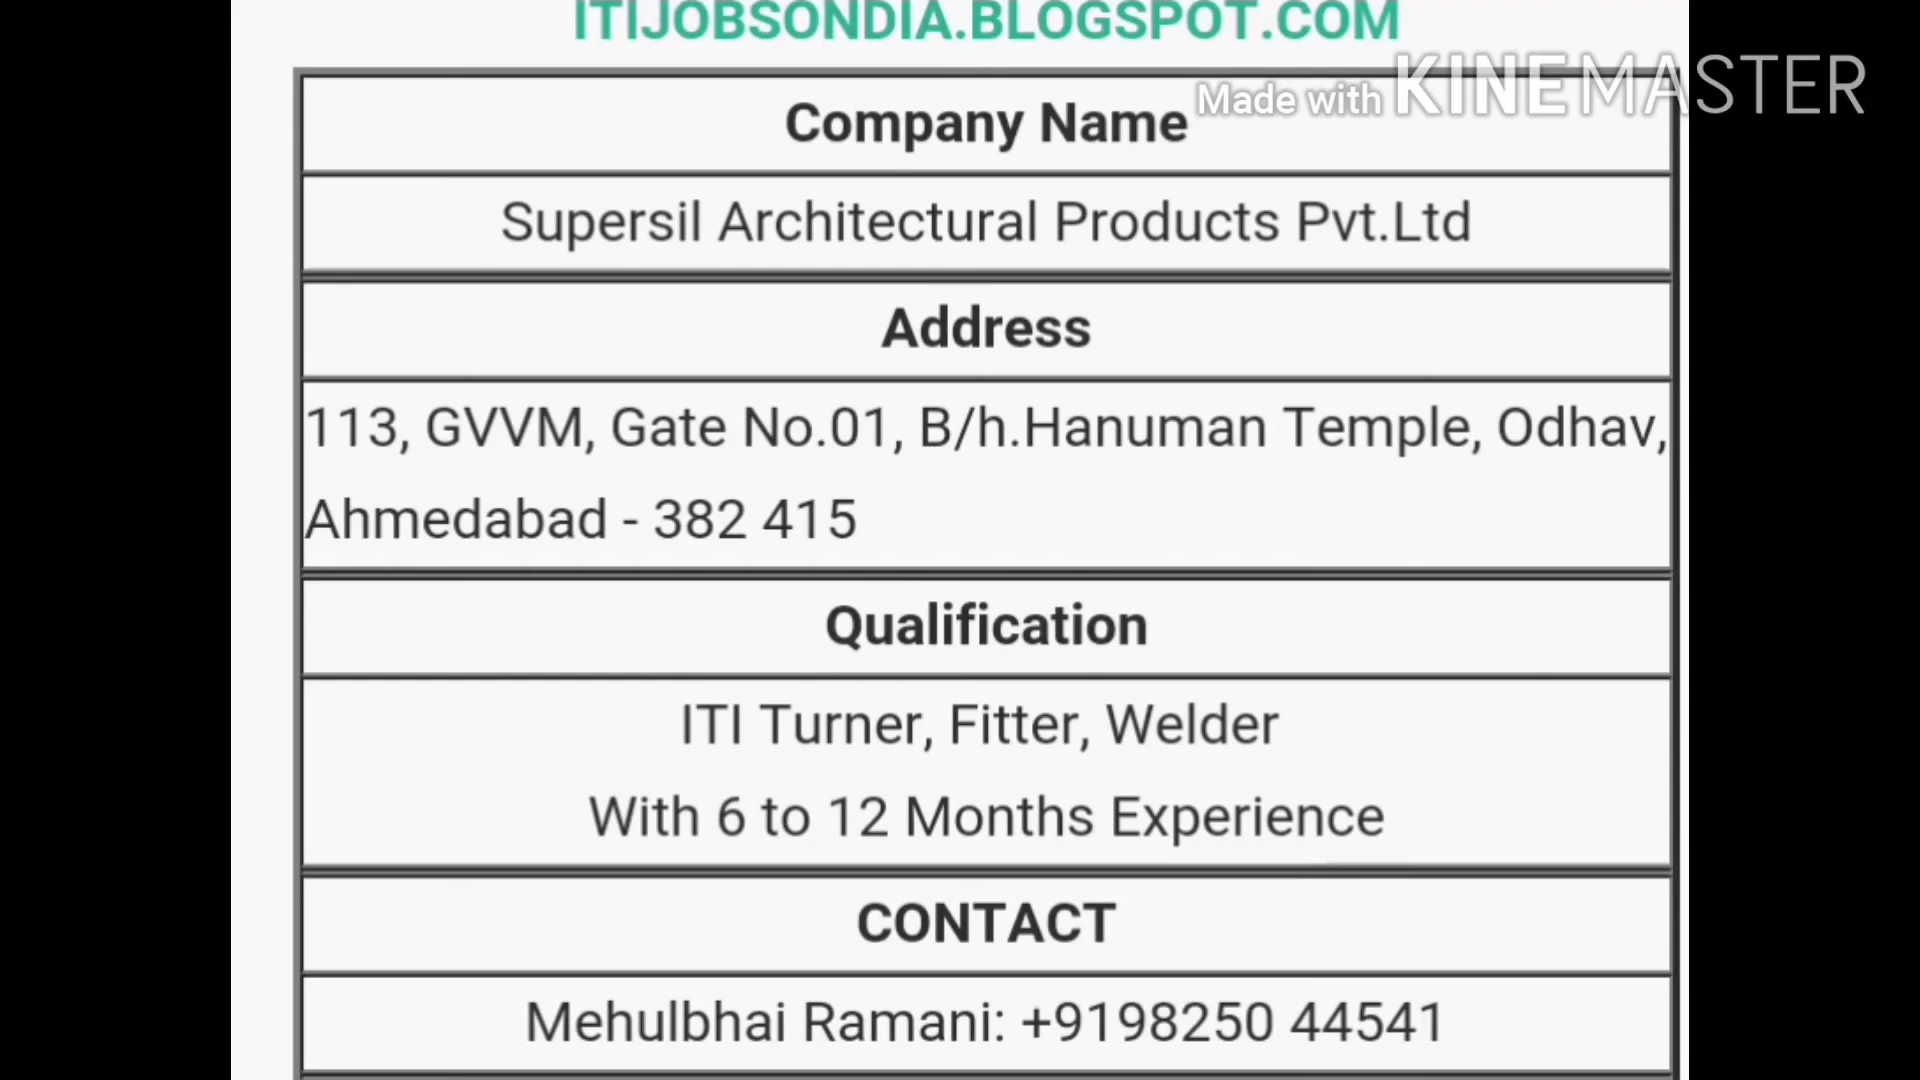 ITIJOBSONDIA.BLOGSPOT.COM
Made with KINEMASTER
Company Name
Supersil Architectural Products Pvt.Ltd
Address
113, GVVM, Gate No.01, B/h.Hanuman Temple, Odhav,
Ahmedabad - 382 415
Qualification
ITI Turner, Fitter, Welder
With 6 to 12 Months Experience
CONTACT
Mehulbhai Ramani: +9198250 44541